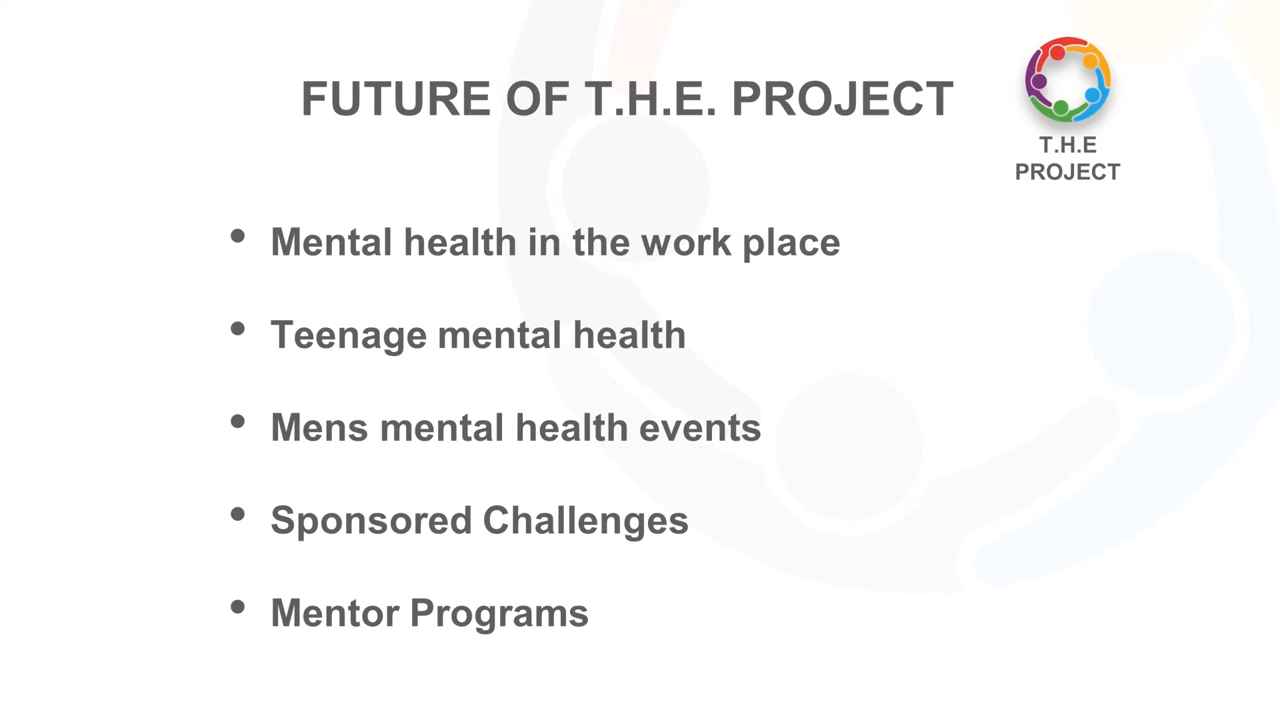 FUTURE OF T.H.E. PROJECT
T.H.E
PROJECT
• Mental health in the work place
• Teenage mental health
• Mens mental health events
• Sponsored Challenges
• Mentor Programs